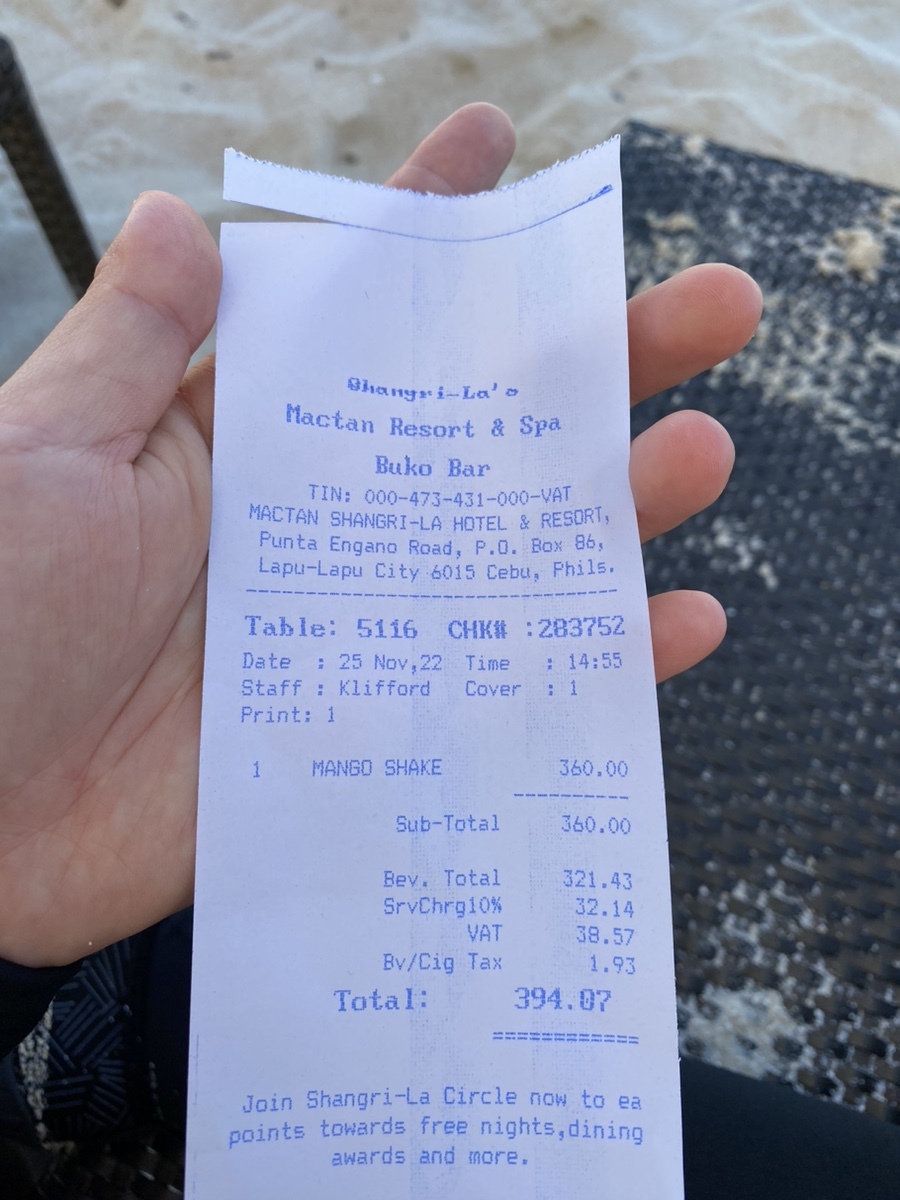 Shangri-La's
Mactan Resort & Spa
Buko Bar
TIN: 000-473-431-000-VAT
MACTAN SHANGRI-LA HOTEL & RESORT,
Punta Engano Road, P.O. Box 86,
Lapu-Lapu City 6015 Cebu, Phils.
--------------------------------
Table: 5116 CHK# :283752
Date : 25 Nov,22 Time : 14:55
Staff : Klifford Cover : 1
Print: 1
1 MANGO SHAKE 360.00
----------
Sub-Total 360.00
Bev. Total 321.43
SrvChrg10% 32.14
VAT 38.57
Bv/Cig Tax 1.93
Total: 394.07
============
Join Shangri-La Circle now to ea
points towards free nights,dining
awards and more.